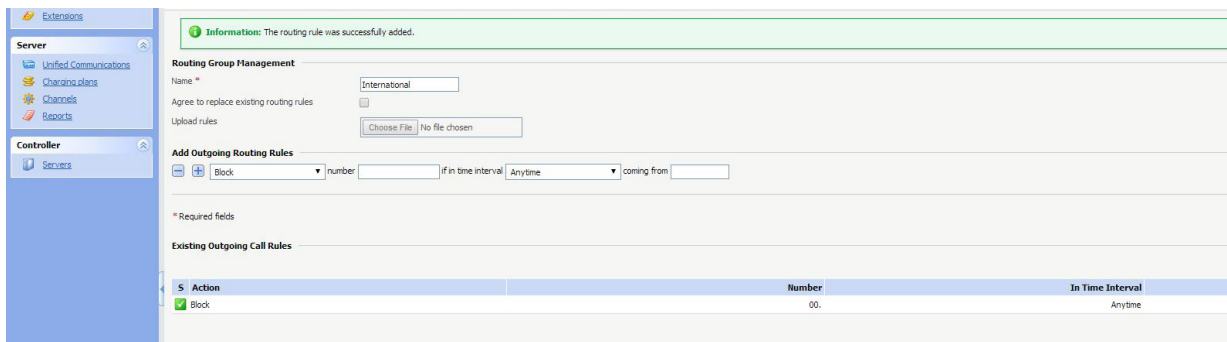 Extensions
Information: The routing rule was successfully added.
Server
Unified Communications
Charging plans
Channels
Reports
Controller
Servers
Routing Group Management
Name *
International
Agree to replace existing routing rules
Upload rules
Choose File No file chosen
Add Outgoing Routing Rules
Block number if in time interval Anytime coming from
* Required fields
Existing Outgoing Call Rules
S Action Number In Time Interval
Block 00. Anytime